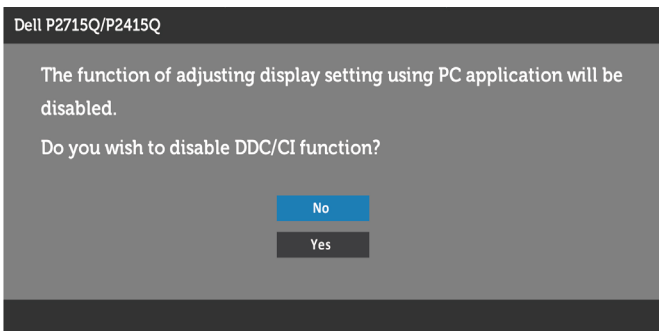 Dell P2715Q/P2415Q
The function of adjusting display setting using PC application will be
disabled.
Do you wish to disable DDC/CI function?
No
Yes